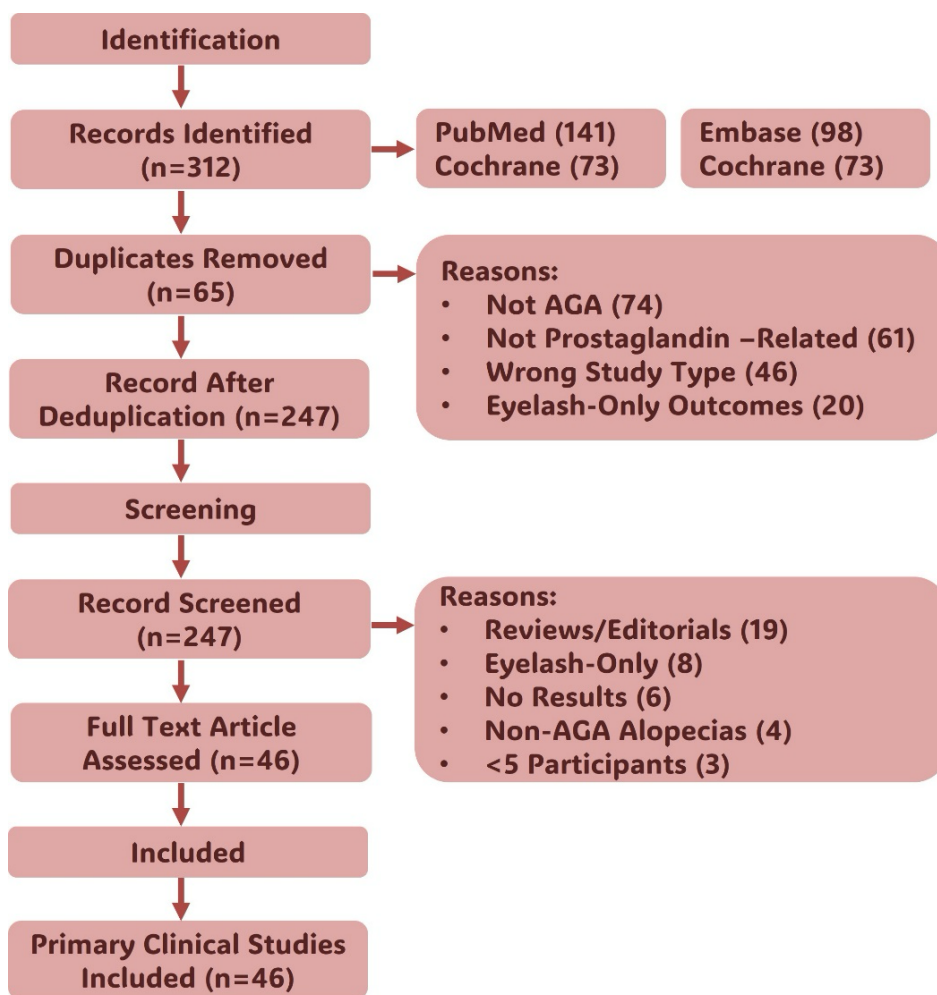 Identification
Records Identified
(n=312)
PubMed (141)
Cochrane (73)
Embase (98)
Cochrane (73)
Duplicates Removed
(n=65)
Reasons:
• Not AGA (74)
• Not Prostaglandin –Related (61)
• Wrong Study Type (46)
• Eyelash-Only Outcomes (20)
Record After
Deduplication (n=247)
Screening
Record Screened
(n=247)
Reasons:
• Reviews/Editorials (19)
• Eyelash-Only (8)
• No Results (6)
• Non-AGA Alopecias (4)
• <5 Participants (3)
Full Text Article
Assessed (n=46)
Included
Primary Clinical Studies
Included (n=46)